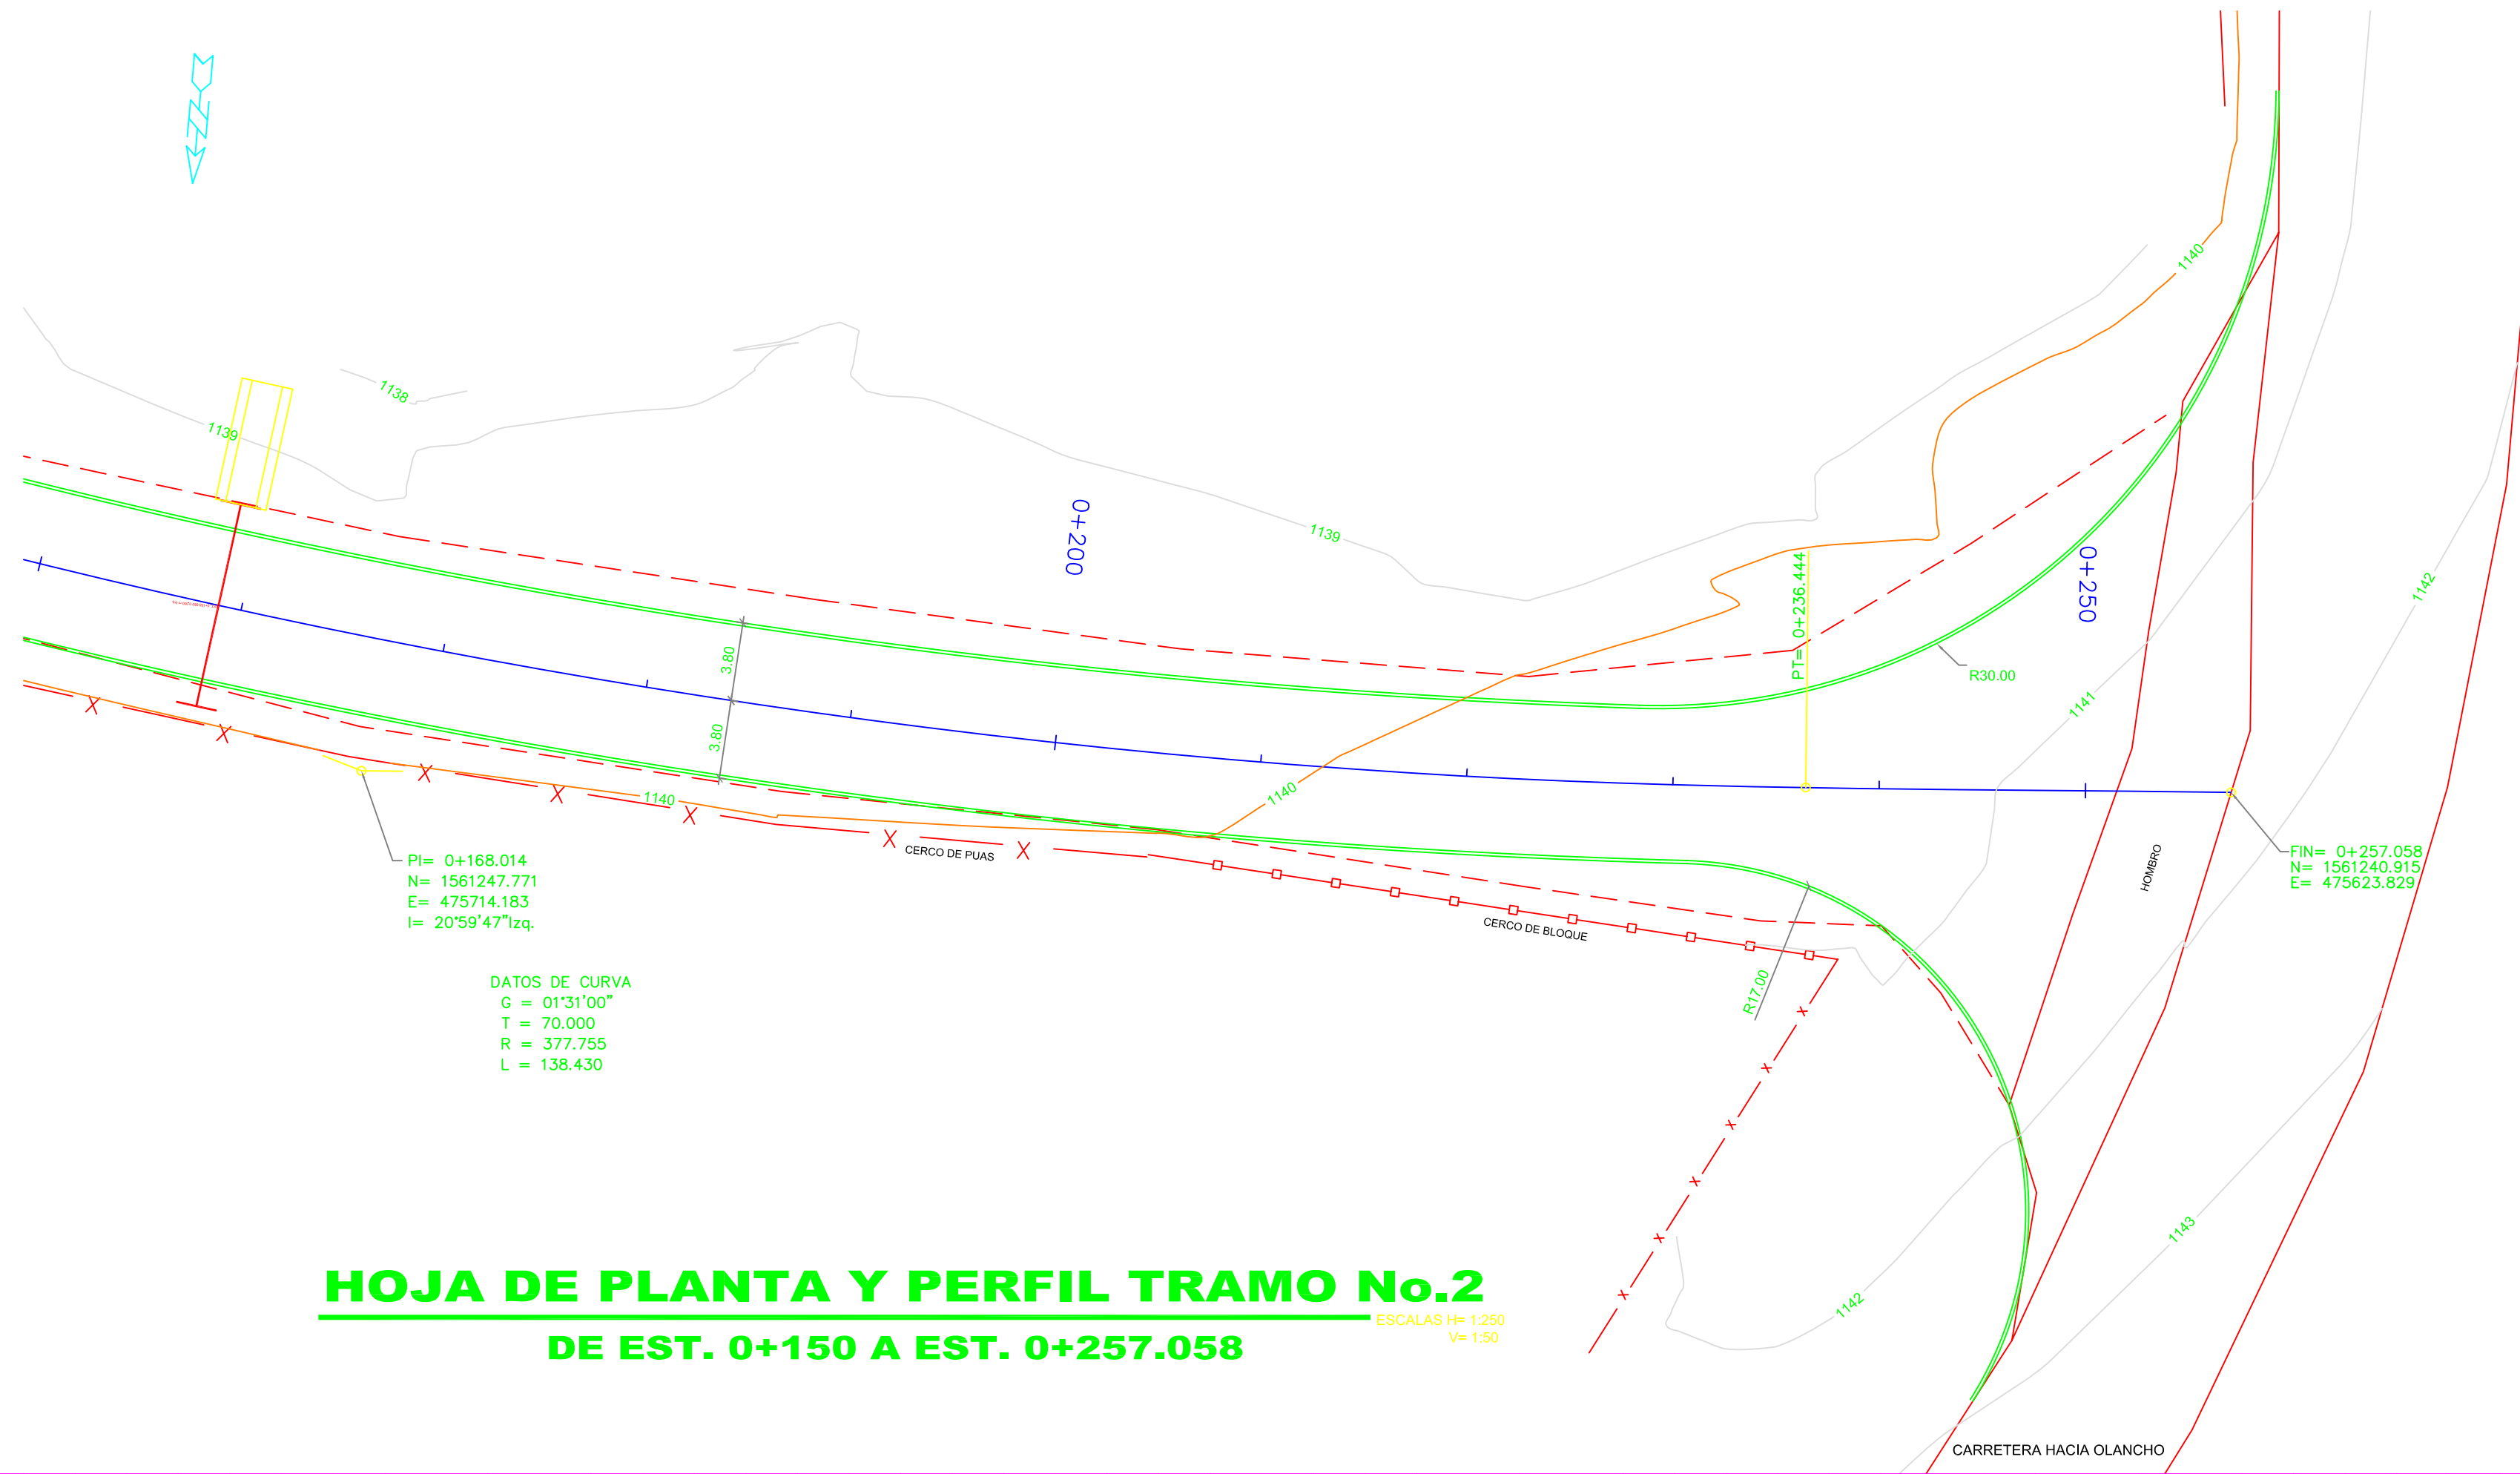 1140
1138
1139
0+200
1139
PT= 0+236.444
0+250
1142
3.80
3.80
R30.00
1141
1140
1140
CERCO DE PUAS
CERCO DE BLOQUE
HOMBRO
PI= 0+168.014
N= 1561247.771
E= 475714.183
I= 20°59'47"Izq.
FIN= 0+257.058
N= 1561240.915
E= 475623.829
DATOS DE CURVA
G = 01°31'00"
T = 70.000
R = 377.755
L = 138.430
R17.00
1143
1142
HOJA DE PLANTA Y PERFIL TRAMO No.2
ESCALAS H= 1:250
V= 1:50
DE EST. 0+150 A EST. 0+257.058
CARRETERA HACIA OLANCHO